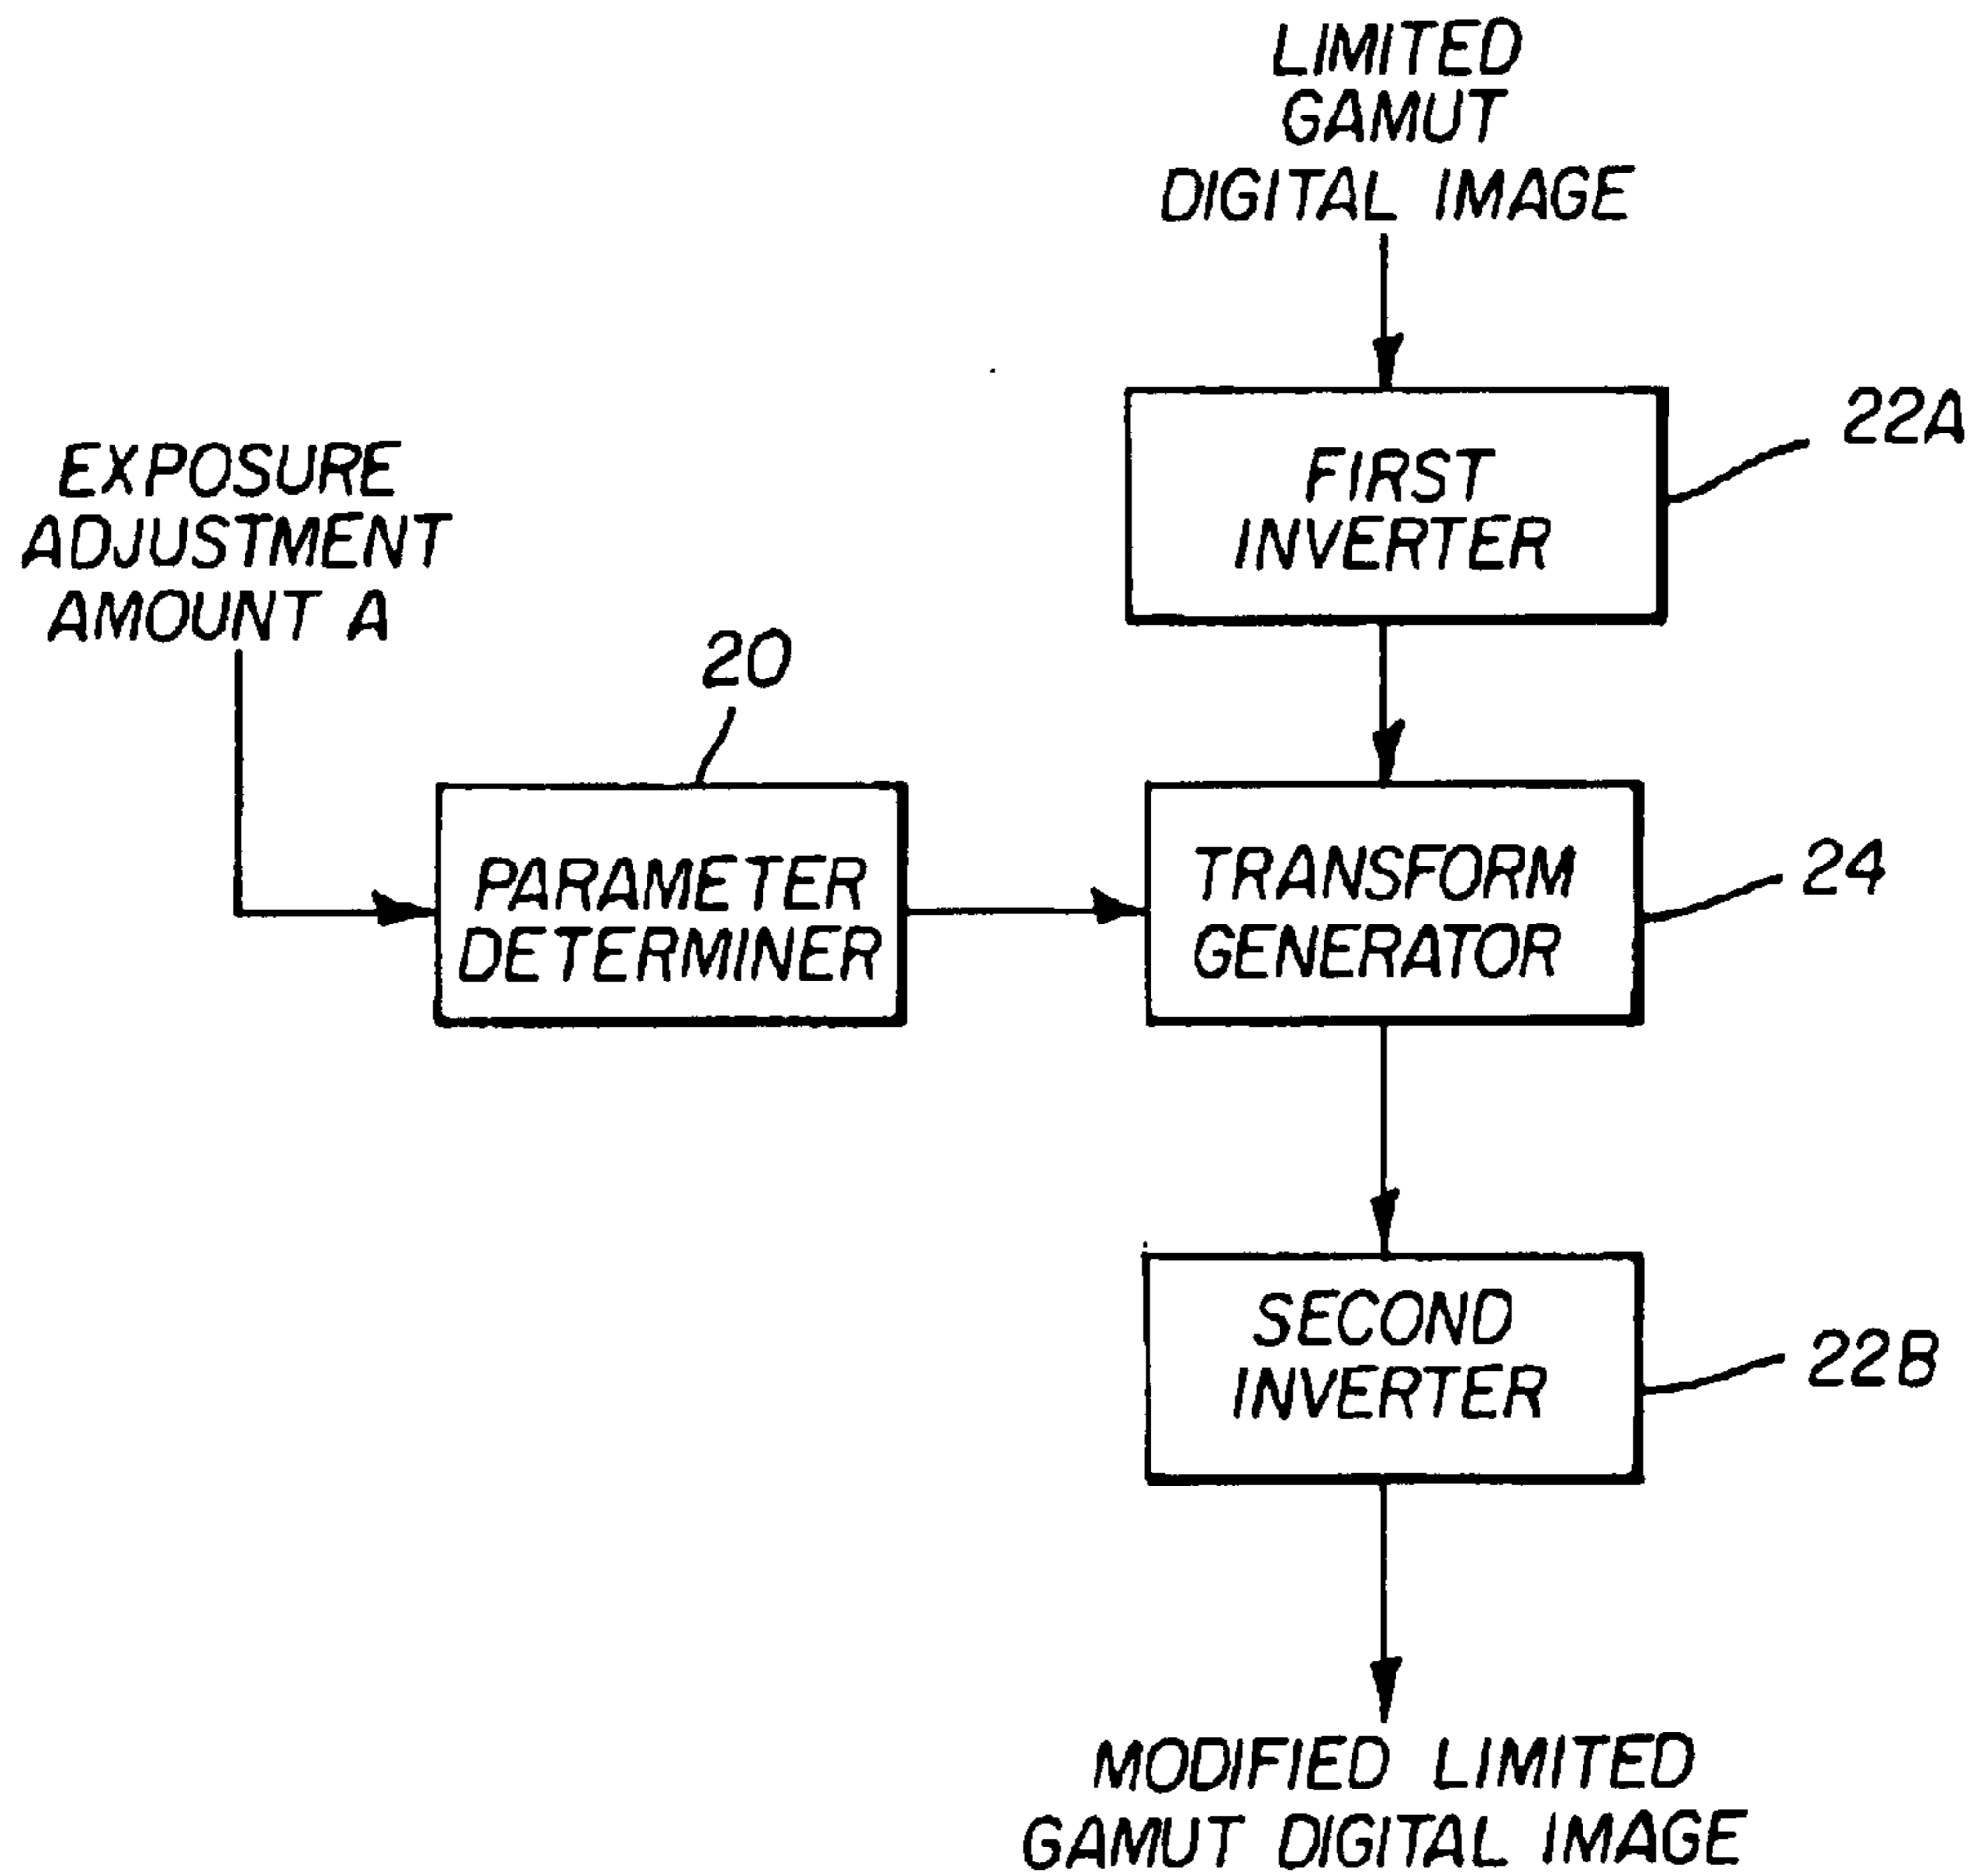 LIMITED
GAMUT
DIGITAL IMAGE
22A
FIRST
INVERTER
EXPOSURE
ADJUSTMENT
AMOUNT A
20
PARAMETER
DETERMINER
TRANSFORM
GENERATOR
24
SECOND
INVERTER
22B
MODIFIED LIMITED
GAMUT DIGITAL IMAGE